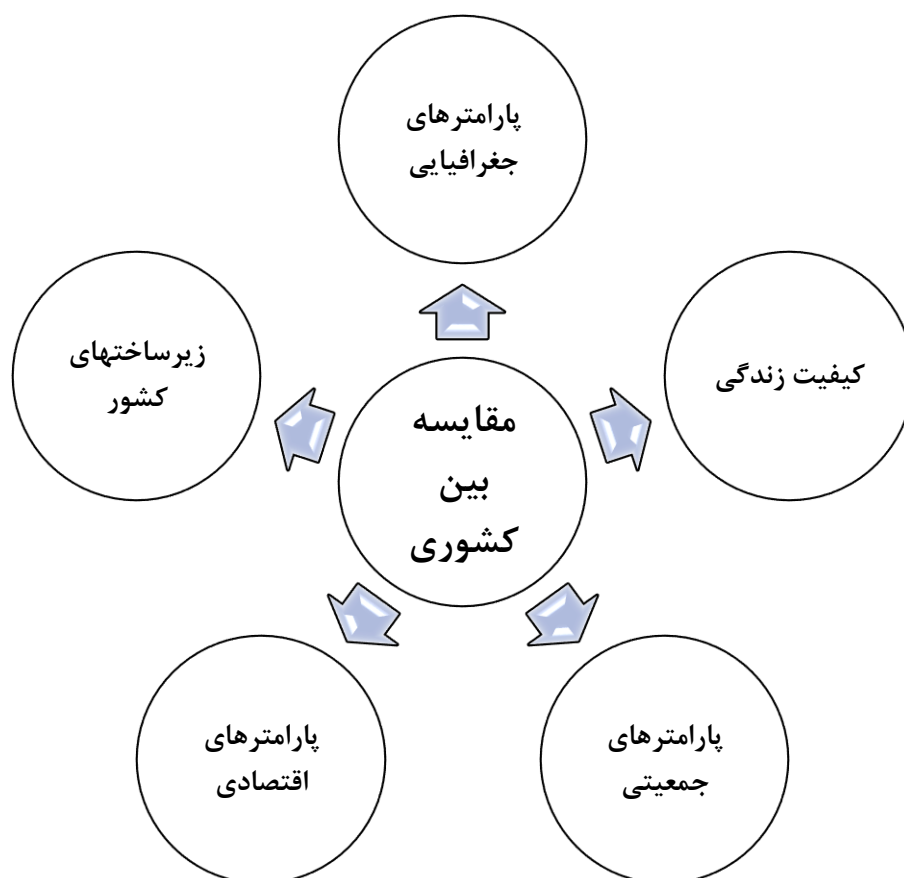 پارامترهای
جغرافیایی
کیفیت زندگی
زیرساختهای
کشور
مقایسه
بین
کشوری
پارامترهای
جمعیتی
پارامترهای
اقتصادی